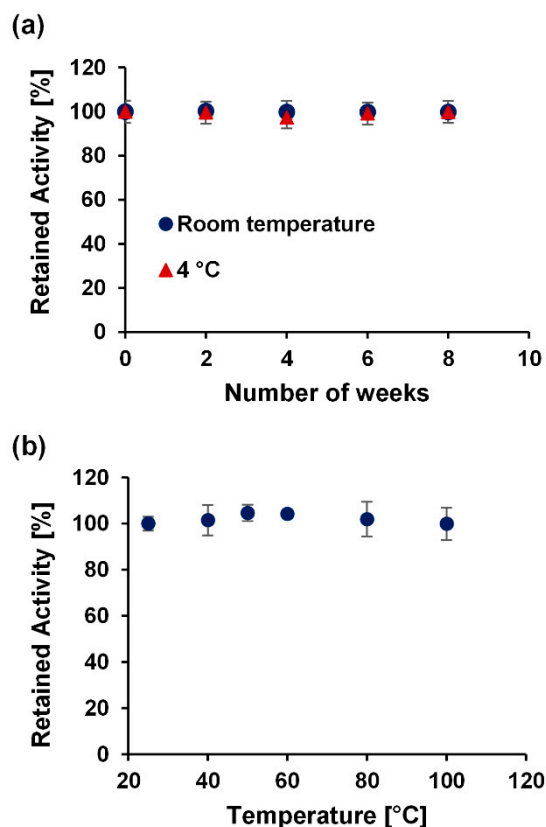 (a)
120
100
80
60
40
20
0
Retained Activity [%]
Room temperature
4 °C
0 2 4 6 8 10
Number of weeks
(b)
120
100
80
60
40
20
0
Retained Activity [%]
20 40 60 80 100 120
Temperature [°C]